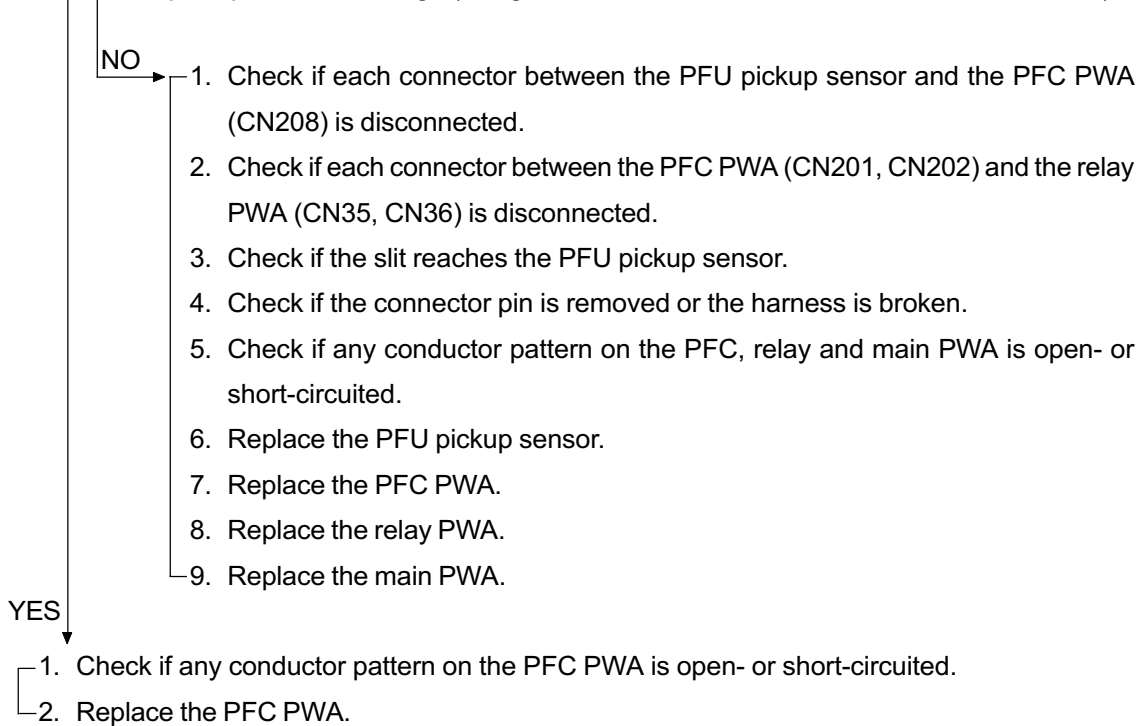 NO
1. Check if each connector between the PFU pickup sensor and the PFC PWA
(CN208) is disconnected.
2. Check if each connector between the PFC PWA (CN201, CN202) and the relay
PWA (CN35, CN36) is disconnected.
3. Check if the slit reaches the PFU pickup sensor.
4. Check if the connector pin is removed or the harness is broken.
5. Check if any conductor pattern on the PFC, relay and main PWA is open- or
short-circuited.
6. Replace the PFU pickup sensor.
7. Replace the PFC PWA.
8. Replace the relay PWA.
9. Replace the main PWA.
YES
1. Check if any conductor pattern on the PFC PWA is open- or short-circuited.
2. Replace the PFC PWA.